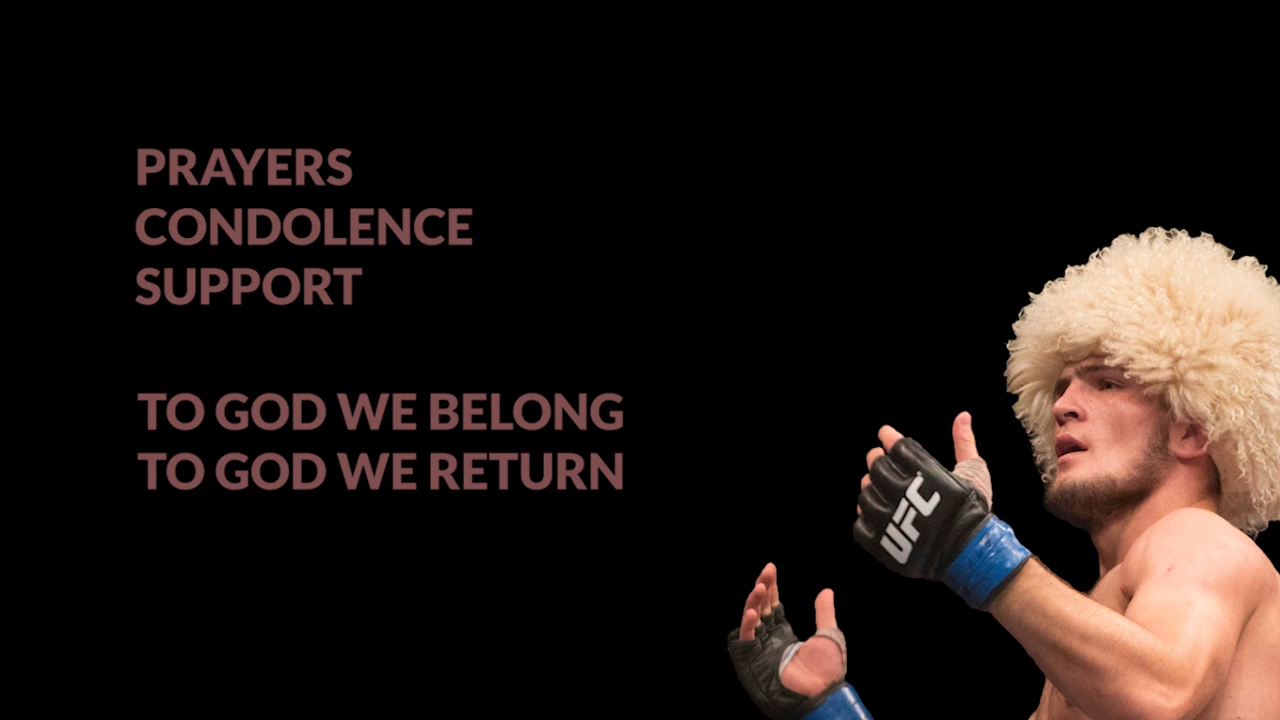 PRAYERS
CONDOLENCE
SUPPORT
TO GOD WE BELONG
TO GOD WE RETURN
UFC